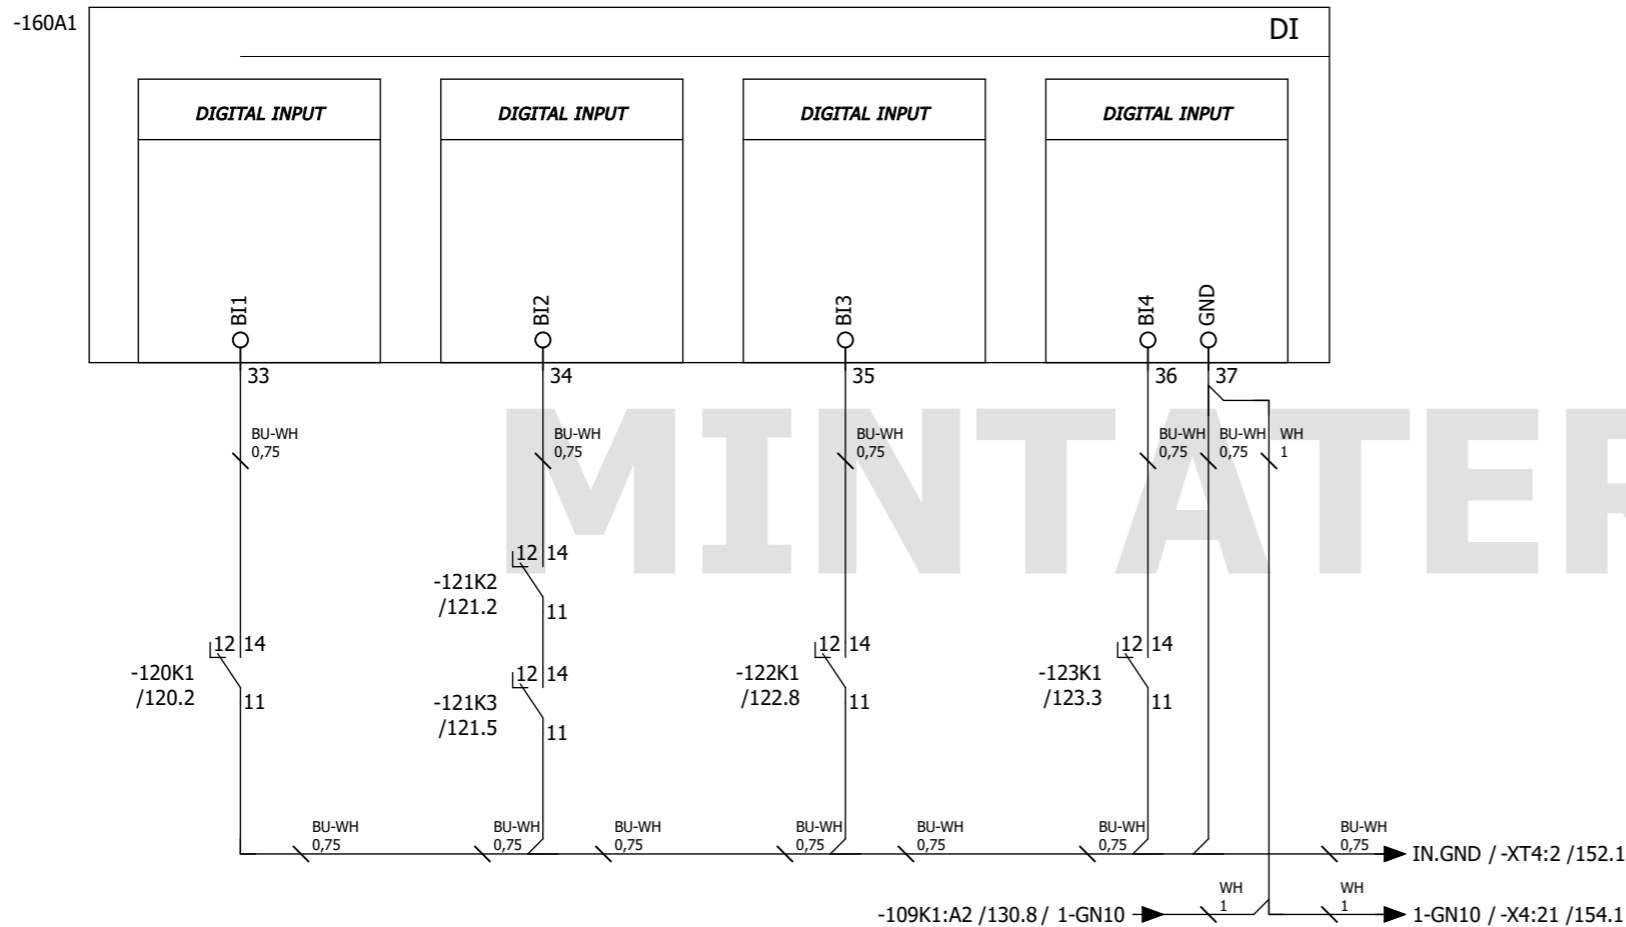 -160A1
DI
DIGITAL INPUT
DIGITAL INPUT
DIGITAL INPUT
DIGITAL INPUT
BI1
BI2
BI3
BI4
GND
33
34
35
36
37
BU-WH
0,75
BU-WH
0,75
BU-WH
0,75
BU-WH
0,75
BU-WH
0,75
WH
1
MINTATER
12 14
-121K2
/121.2
11
12 14
-120K1
/120.2
11
12 14
-121K3
/121.5
11
12 14
-122K1
/122.8
11
12 14
-123K1
/123.3
11
BU-WH
0,75
BU-WH
0,75
BU-WH
0,75
BU-WH
0,75
BU-WH
0,75
BU-WH
0,75
BU-WH
0,75
IN.GND / -XT4:2 /152.1
-109K1:A2 /130.8 / 1-GN10
WH
1
WH
1
1-GN10 / -X4:21 /154.1